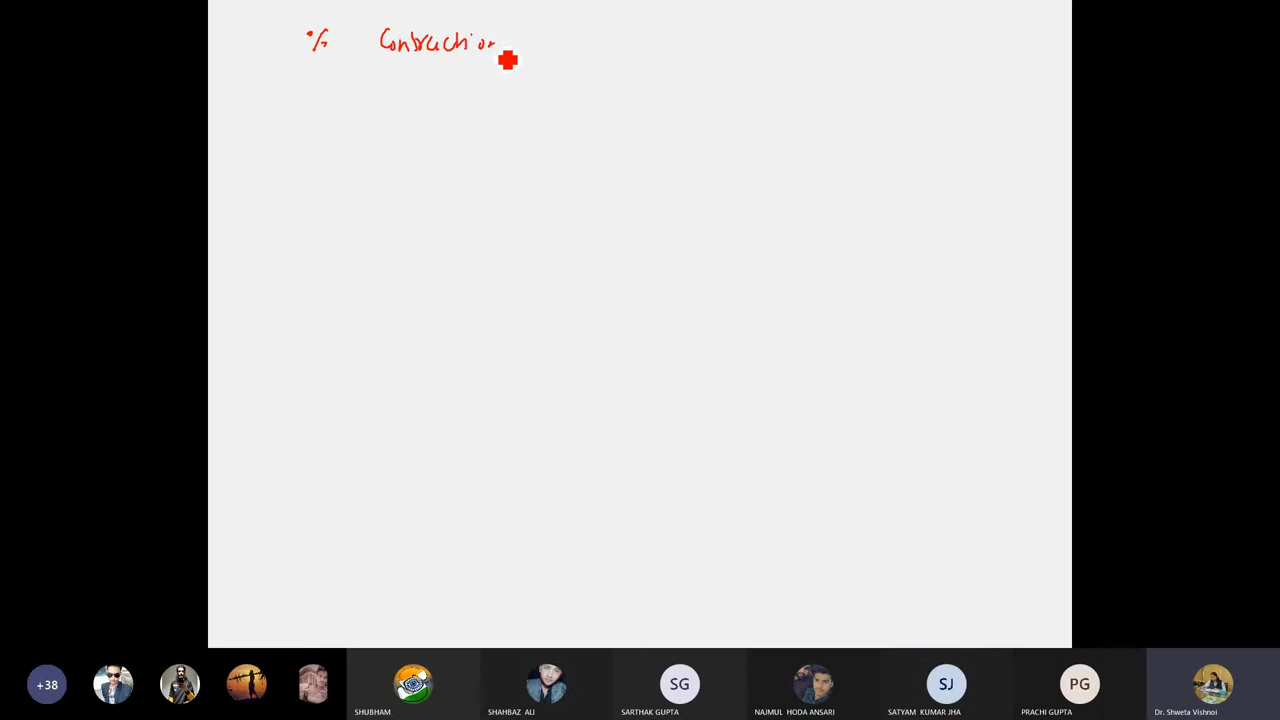 % Contraction
+38
SHUBHAM
SHAHBAZ ALI
SG
SARTHAK GUPTA
NAJMUL HODA ANSARI
SJ
SATYAM KUMAR JHA
PG
PRACHI GUPTA
Dr. Shweta Vishnoi